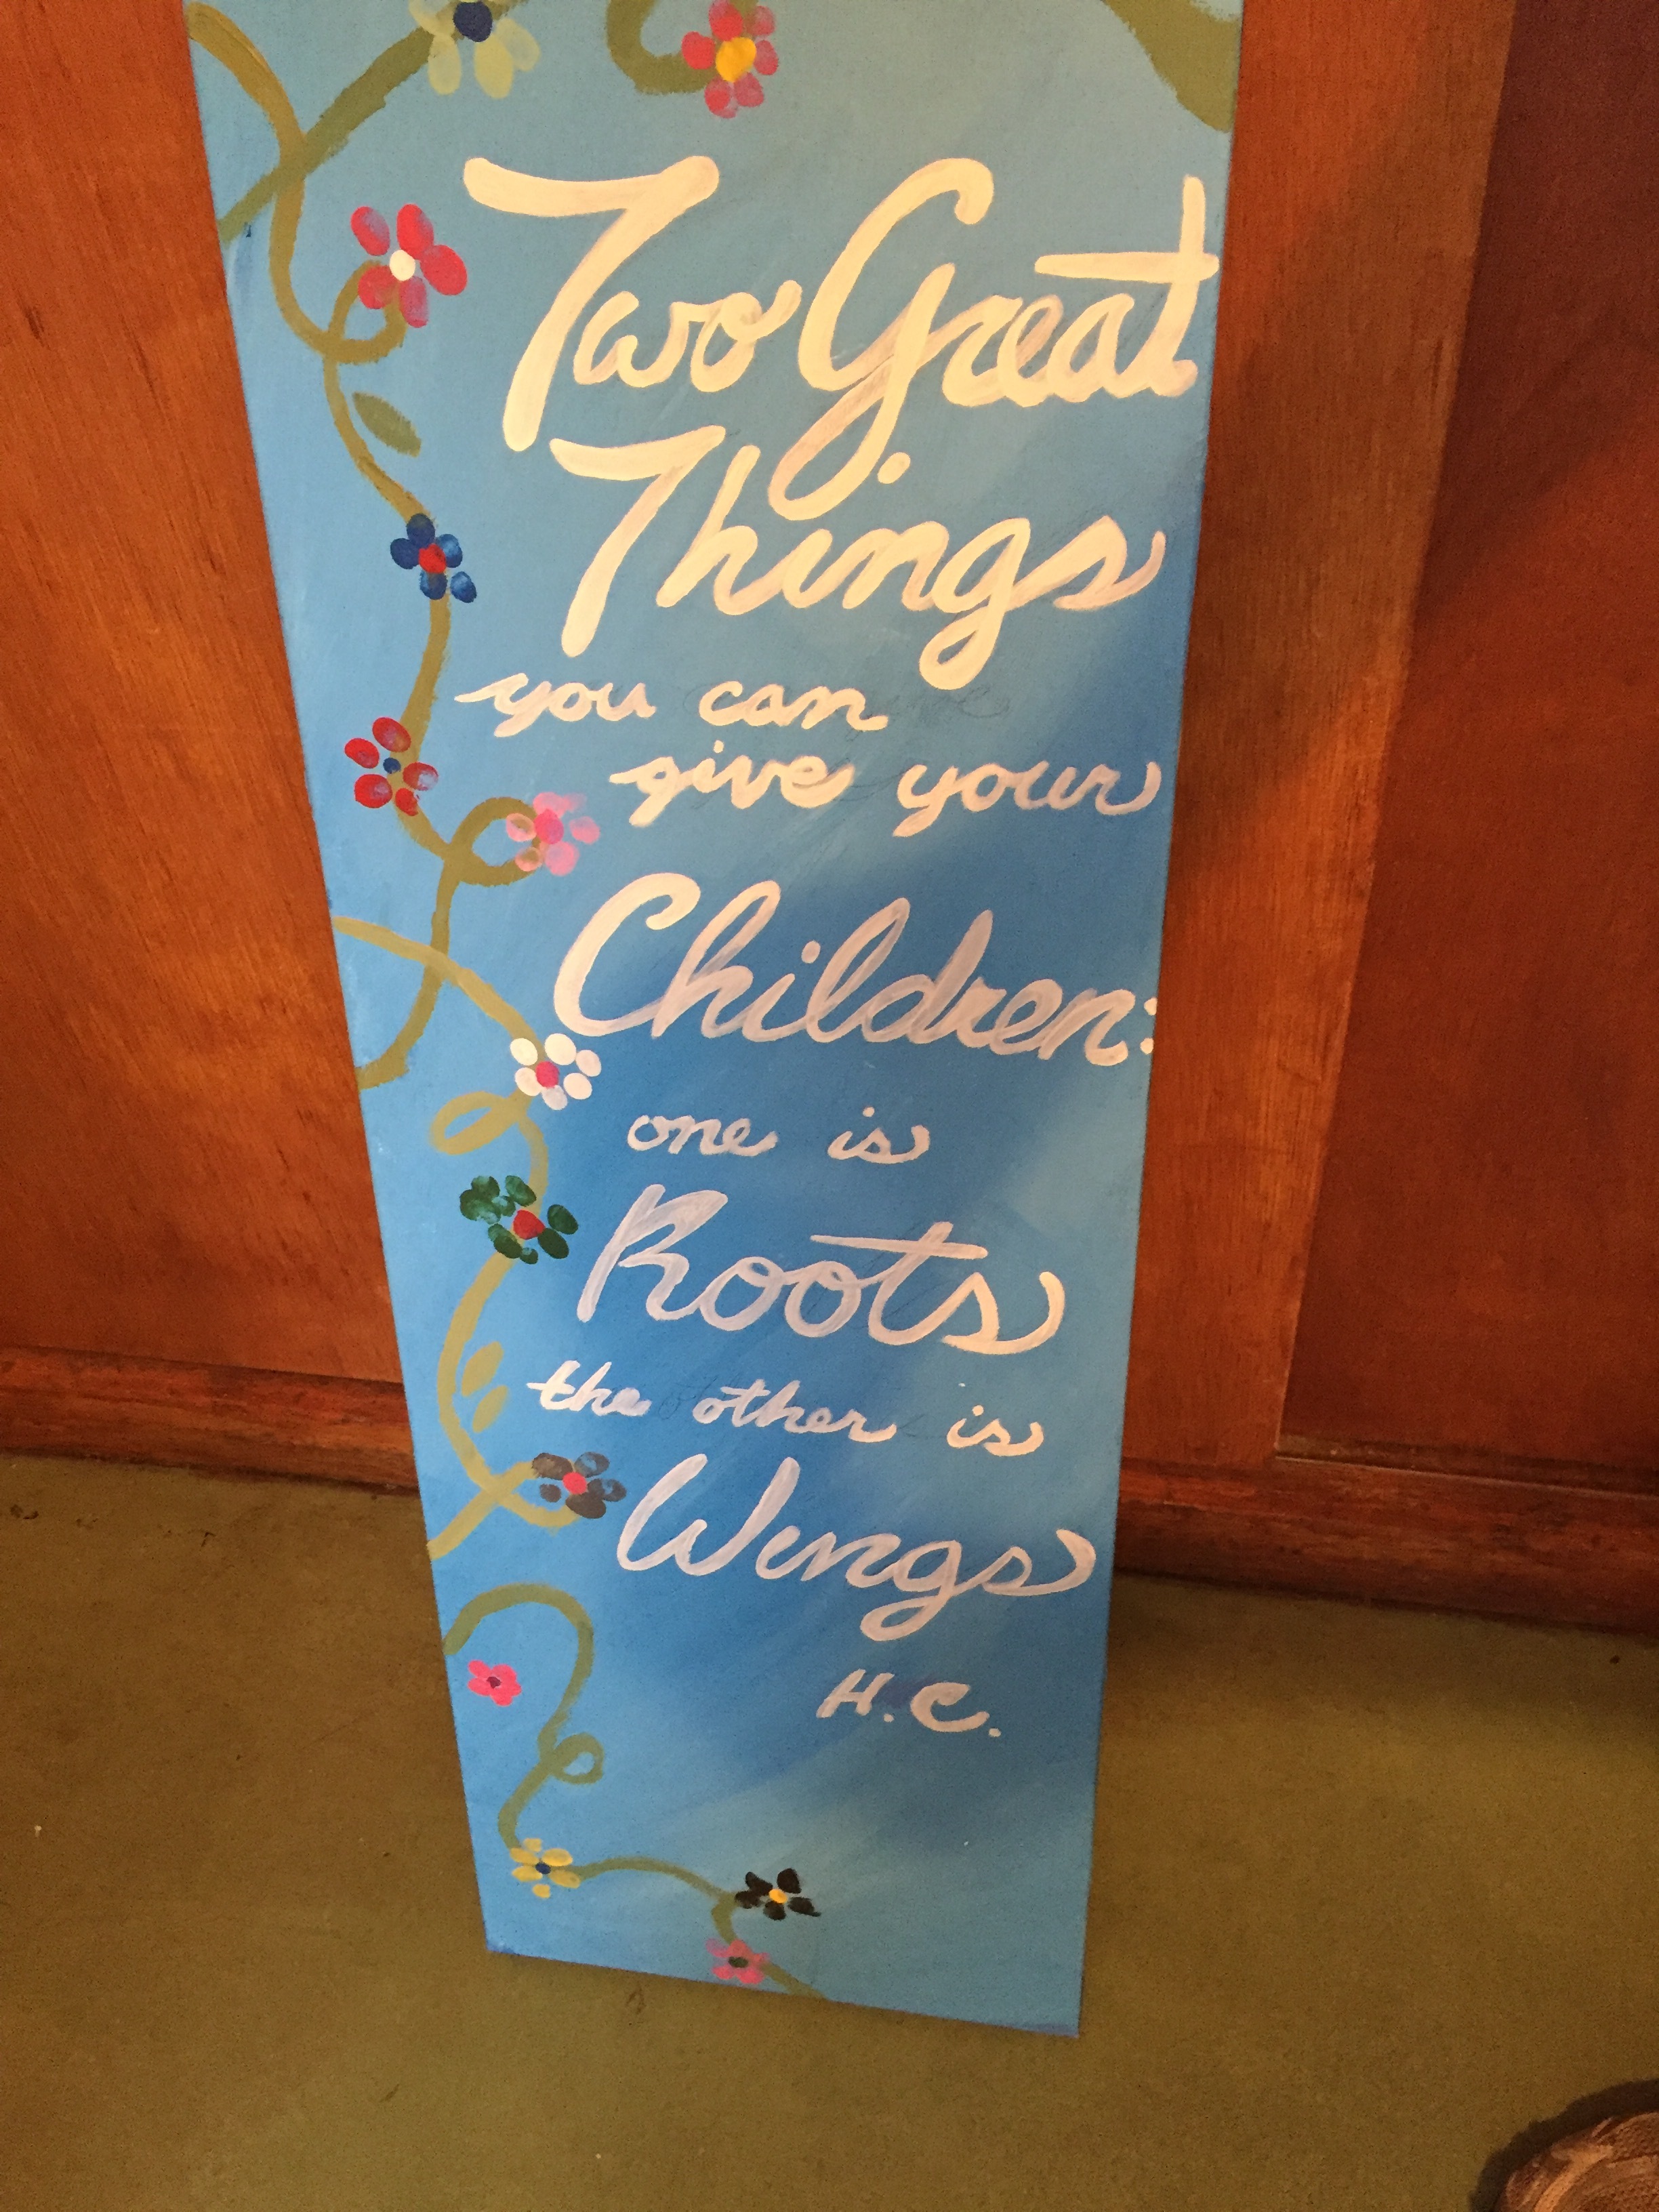 Two Great
Things
you can
give your
Children:
one is
Roots
the other is
Wings
H.C.